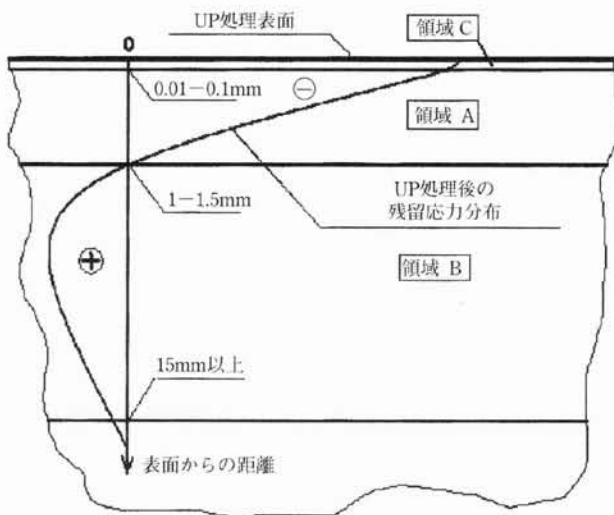 UP処理表面
0
領域 C
0.01－0.1mm
⊖
領域 A
1－1.5mm
UP処理後の
残留応力分布
⊕
領域 B
15mm以上
表面からの距離